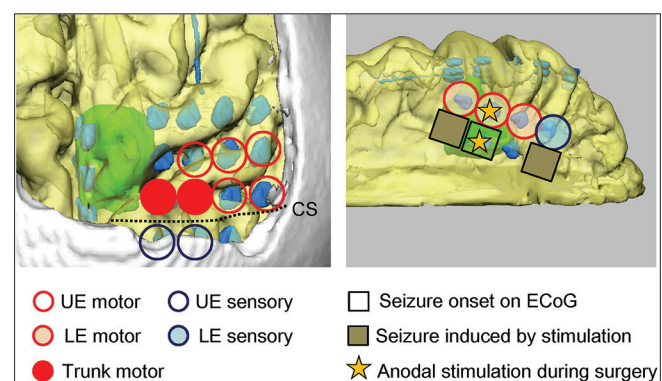 CS
UE motor
UE sensory
Seizure onset on ECoG
LE motor
LE sensory
Seizure induced by stimulation
Trunk motor
Anodal stimulation during surgery